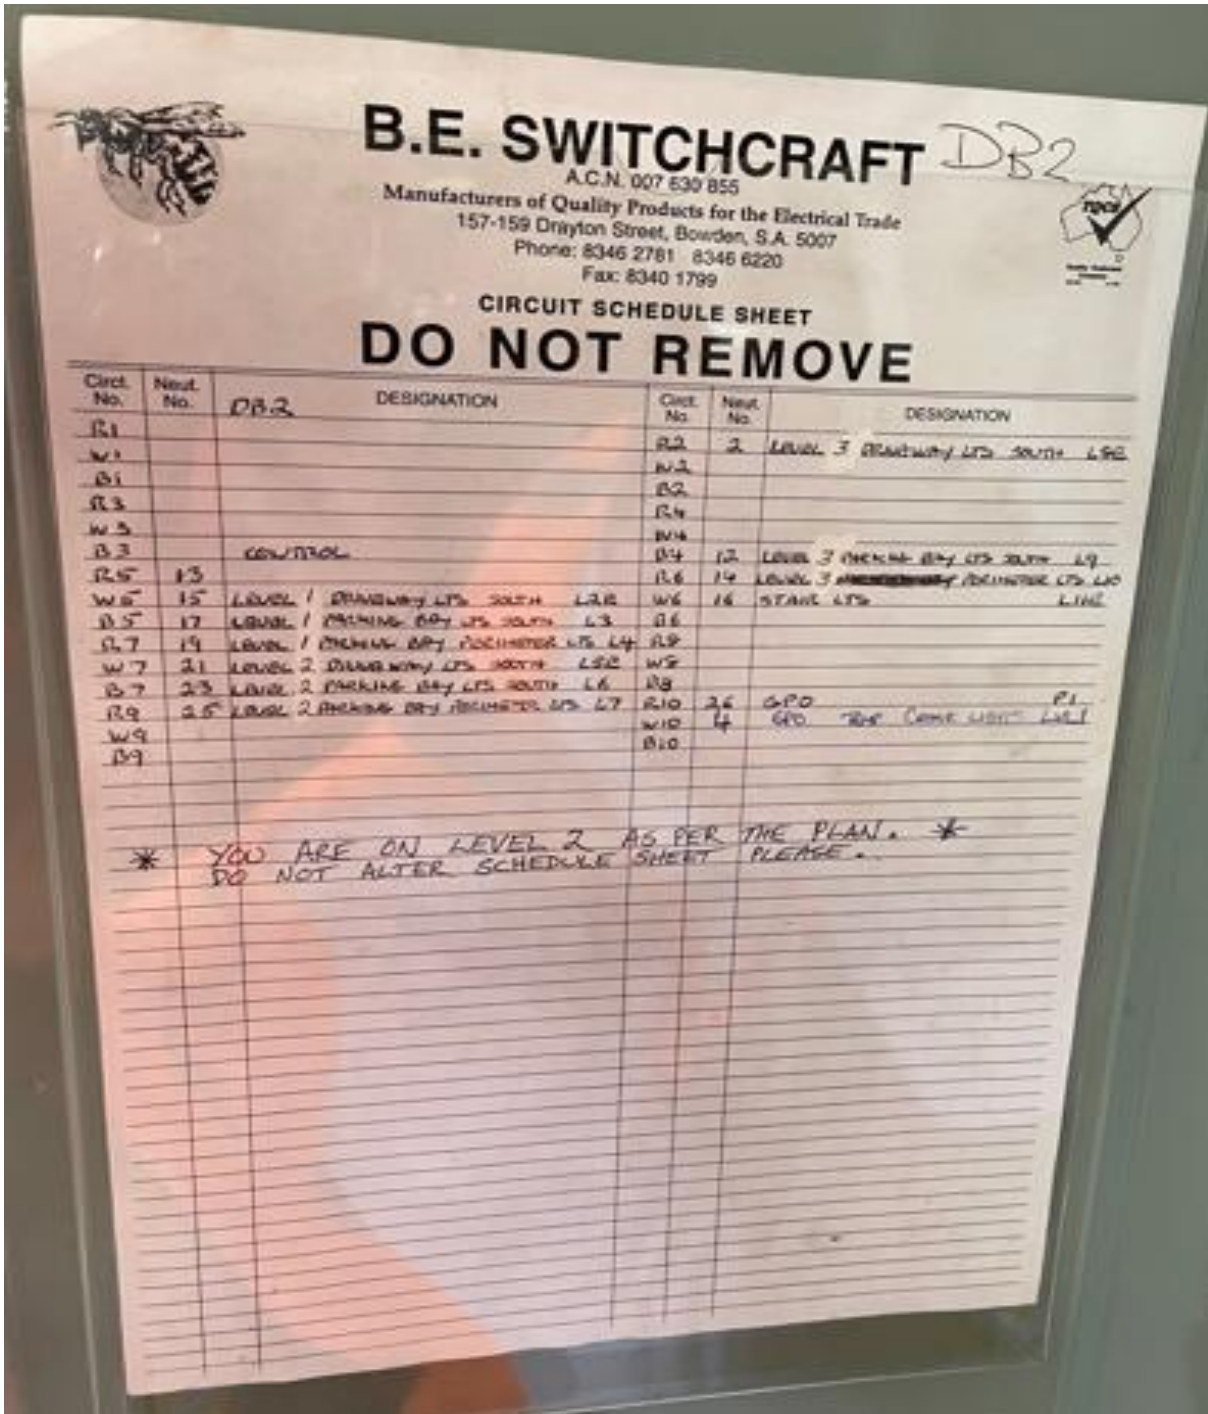 B.E. SWITCHCRAFT DB2
A.C.N. 007 630 855
Manufacturers of Quality Products for the Electrical Trade
157-159 Drayton Street, Bowden, S.A. 5007
Phone: 8346 2781 8346 6220
Fax: 8340 1799
CIRCUIT SCHEDULE SHEET
DO NOT REMOVE
Circt. No. Neut. No. DB2 DESIGNATION
R1
W1
B1
R3
W3
B3 CONTROL
R5 13
W5 15 LEVEL 1 DRIVEWAY LTS SOUTH L2E
B5 17 LEVEL 1 PARKING BAY LTS SOUTH L3
R7 19 LEVEL 1 PARKING BAY PERIMETER LTS L4
W7 21 LEVEL 2 DRIVEWAY LTS SOUTH L5E
B7 23 LEVEL 2 PARKING BAY LTS SOUTH L6
R9 25 LEVEL 2 PARKING BAY PERIMETER LTS L7
W9
B9
Circt. No. Neut. No. DESIGNATION
R2 2 LEVEL 3 DRIVEWAY LTS SOUTH
W2
B2
R4
W4
B4 12 LEVEL 3 PARKING BAY LTS SOUTH L9
R6 14 LEVEL 3 PERIMETER LTS L10
W6 16 STAIR LTS
B6
R8
W8
B8
R10 26 GPO P1
W10 4 GPO
B10
* YOU ARE ON LEVEL 2 AS PER THE PLAN. *
DO NOT ALTER SCHEDULE SHEET PLEASE.